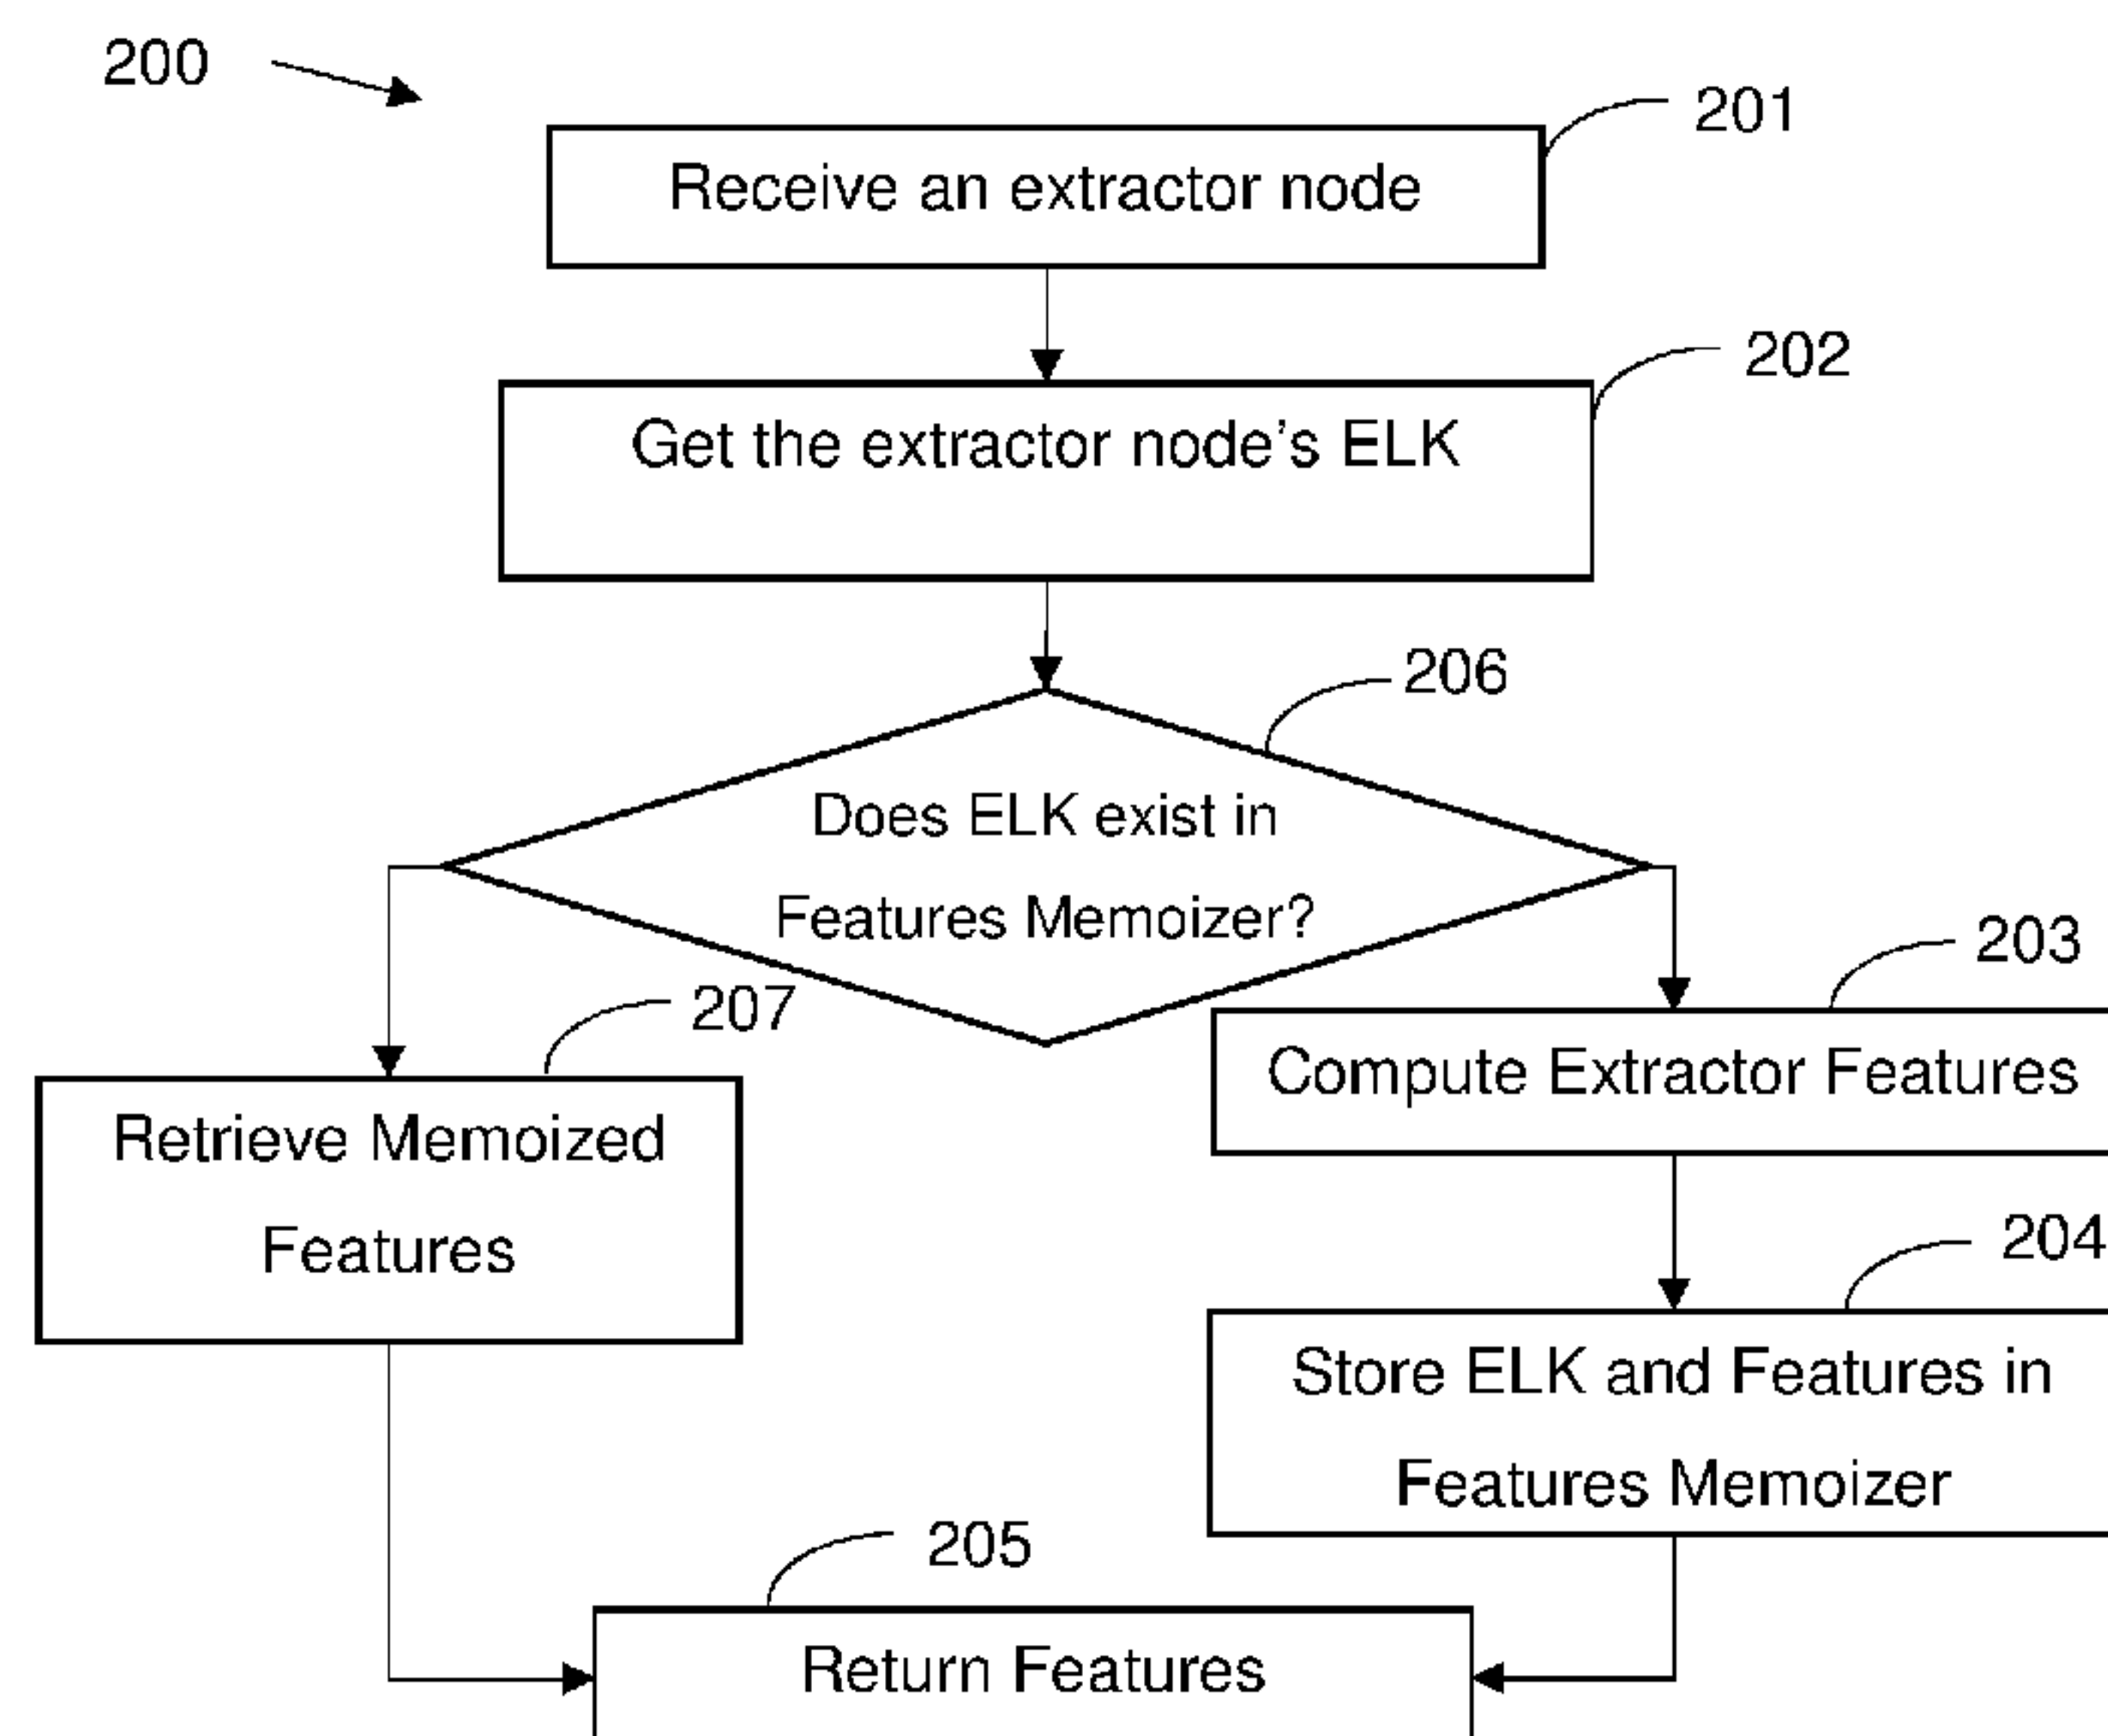 200
201
Receive an extractor node
202
Get the extractor node's ELK
206
Does ELK exist in
Features Memoizer?
203
207
Compute Extractor Features
Retrieve Memoized
Features
204
Store ELK and Features in
Features Memoizer
205
Return Features